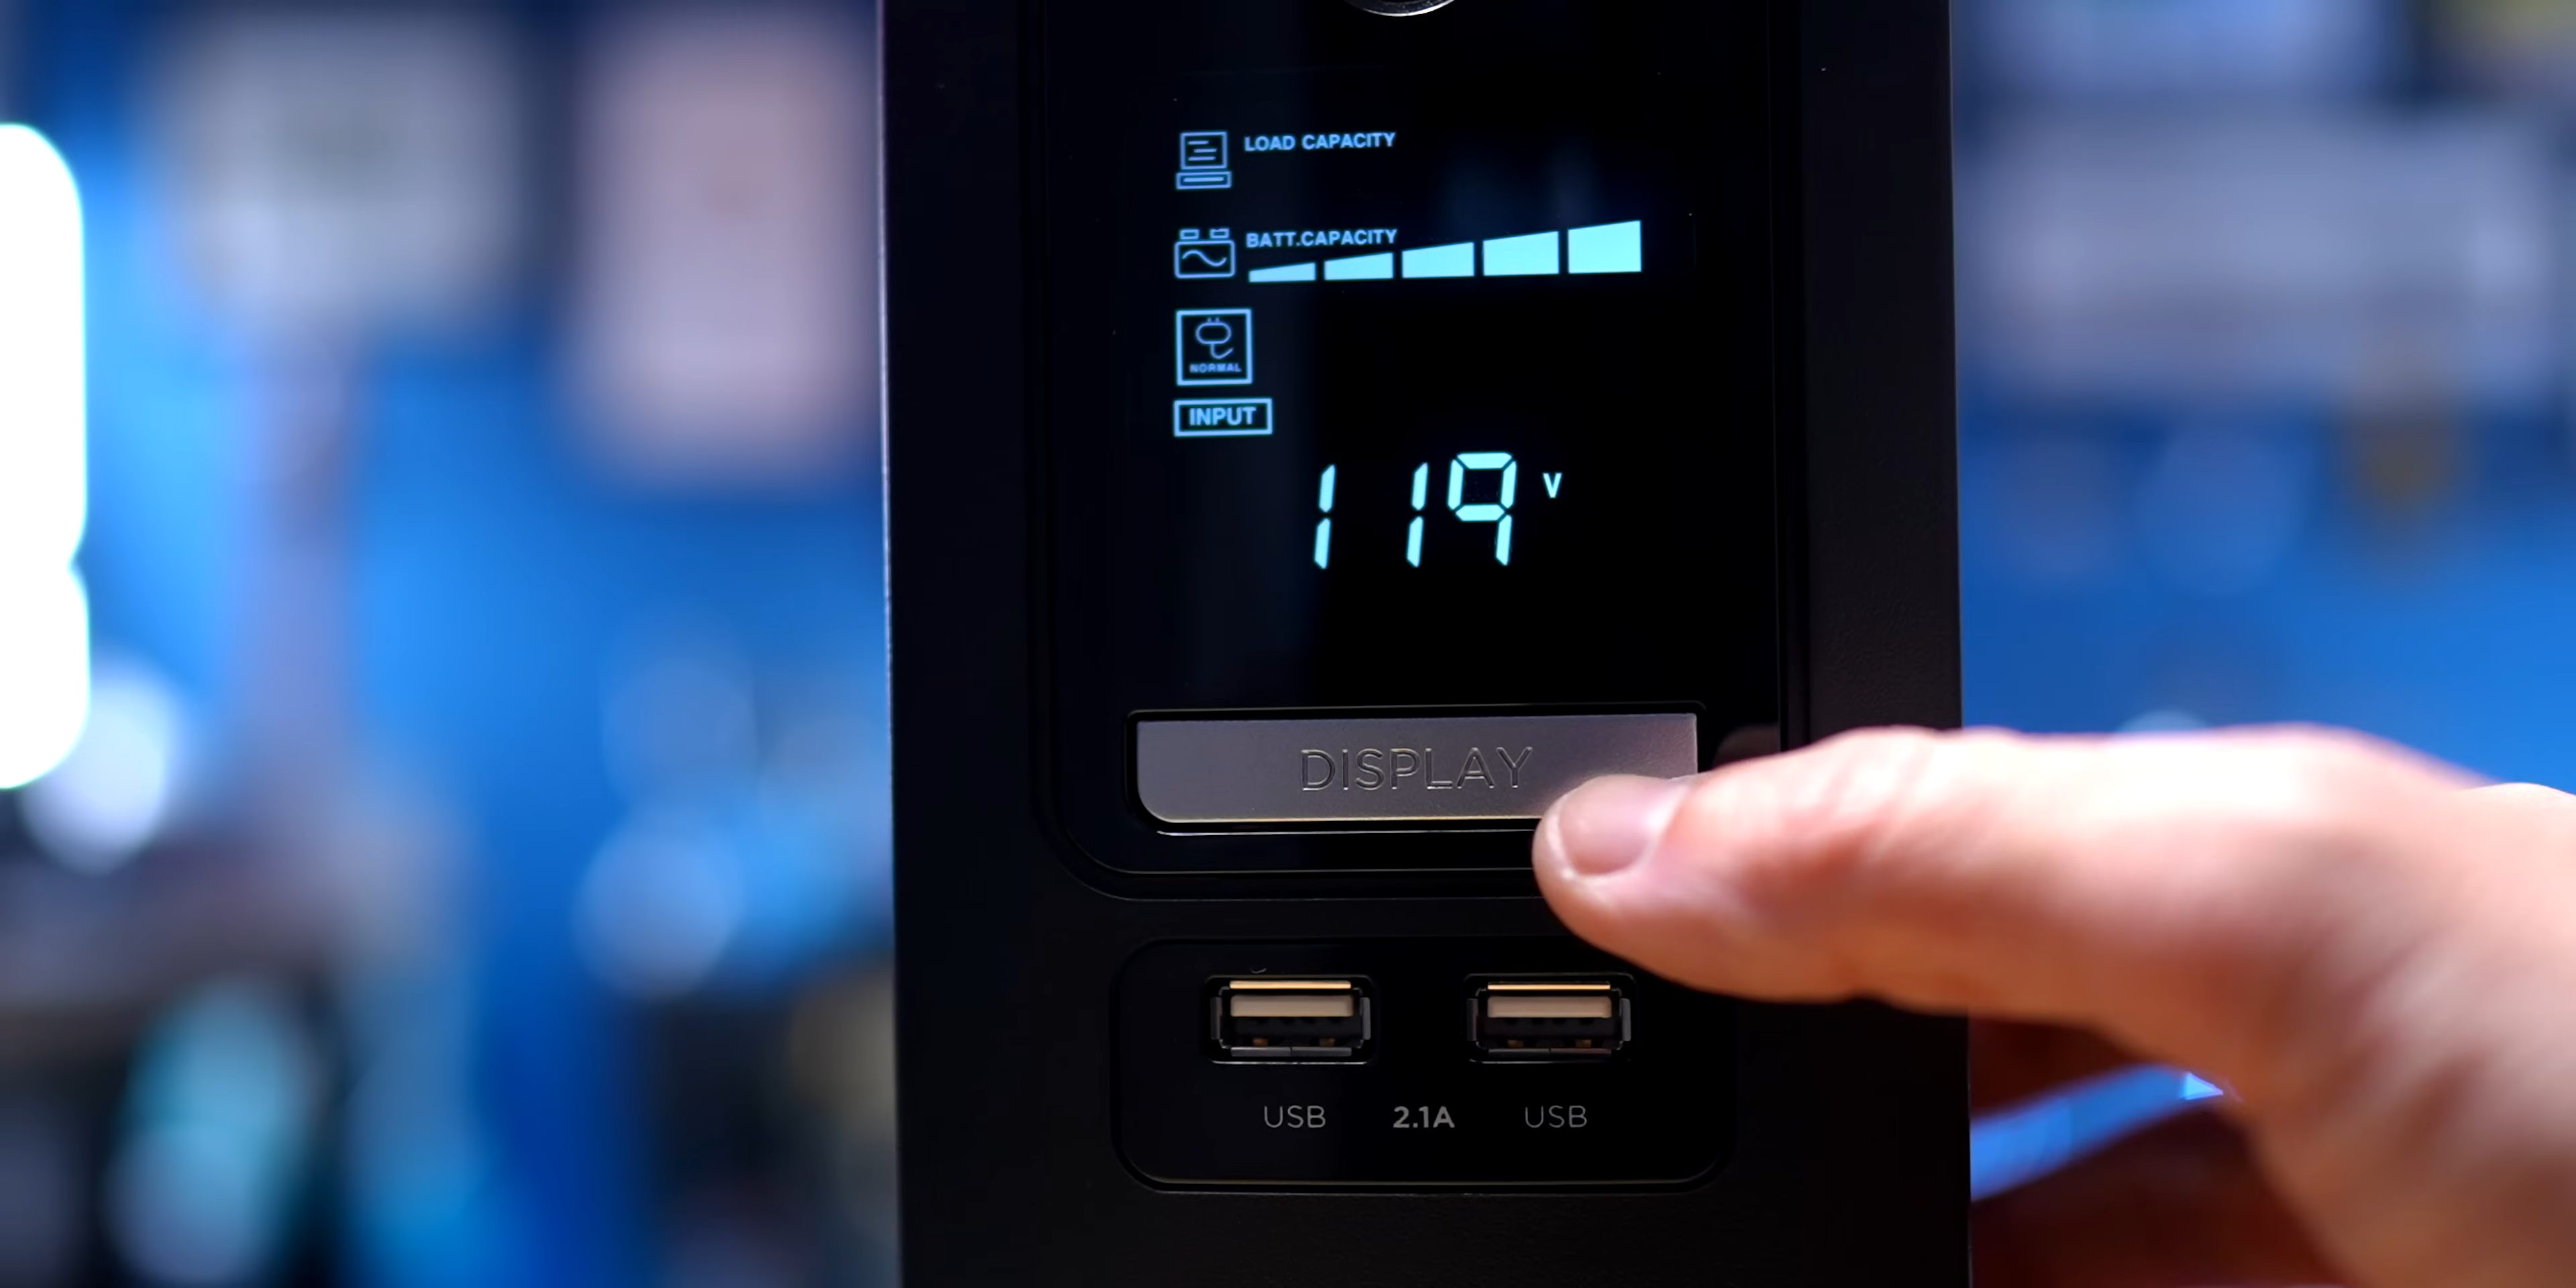 LOAD CAPACITY
BATT.CAPACITY
NORMAL
INPUT
119 V
DISPLAY
USB 2.1A USB